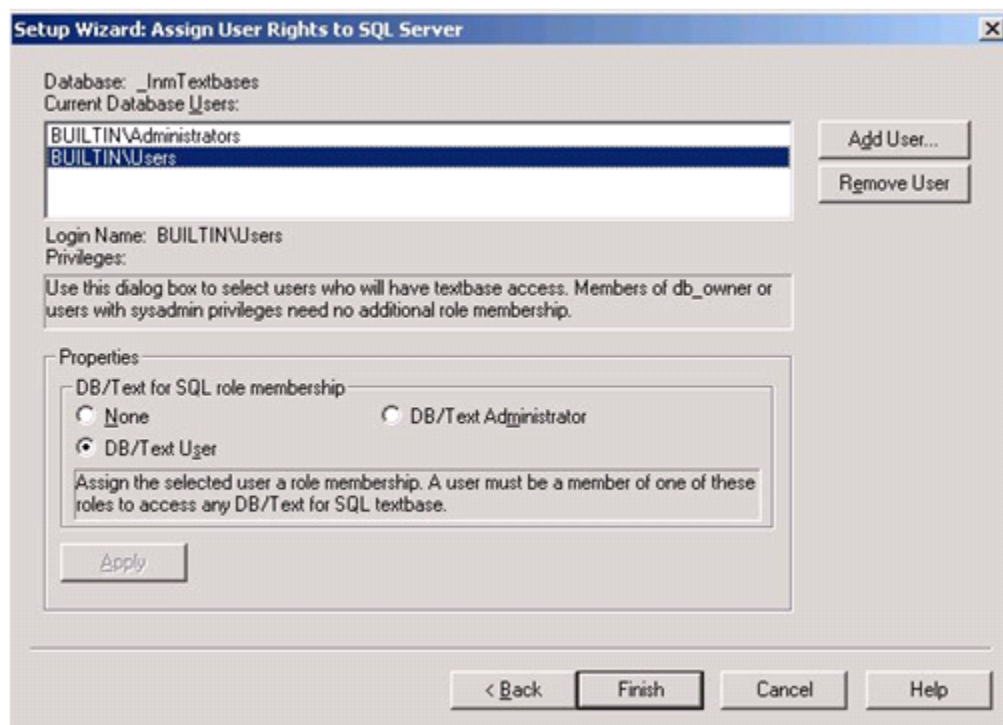 Setup Wizard: Assign User Rights to SQL Server
Database: _InmTextbases
Current Database Users:
BUILTIN\Administrators
BUILTIN\Users
Add User...
Remove User
Login Name: BUILTIN\Users
Privileges:
Use this dialog box to select users who will have textbase access. Members of db_owner or
users with sysadmin privileges need no additional role membership.
Properties
DB/Text for SQL role membership
None
DB/Text Administrator
DB/Text User
Assign the selected user a role membership. A user must be a member of one of these
roles to access any DB/Text for SQL textbase.
Apply
< Back
Finish
Cancel
Help